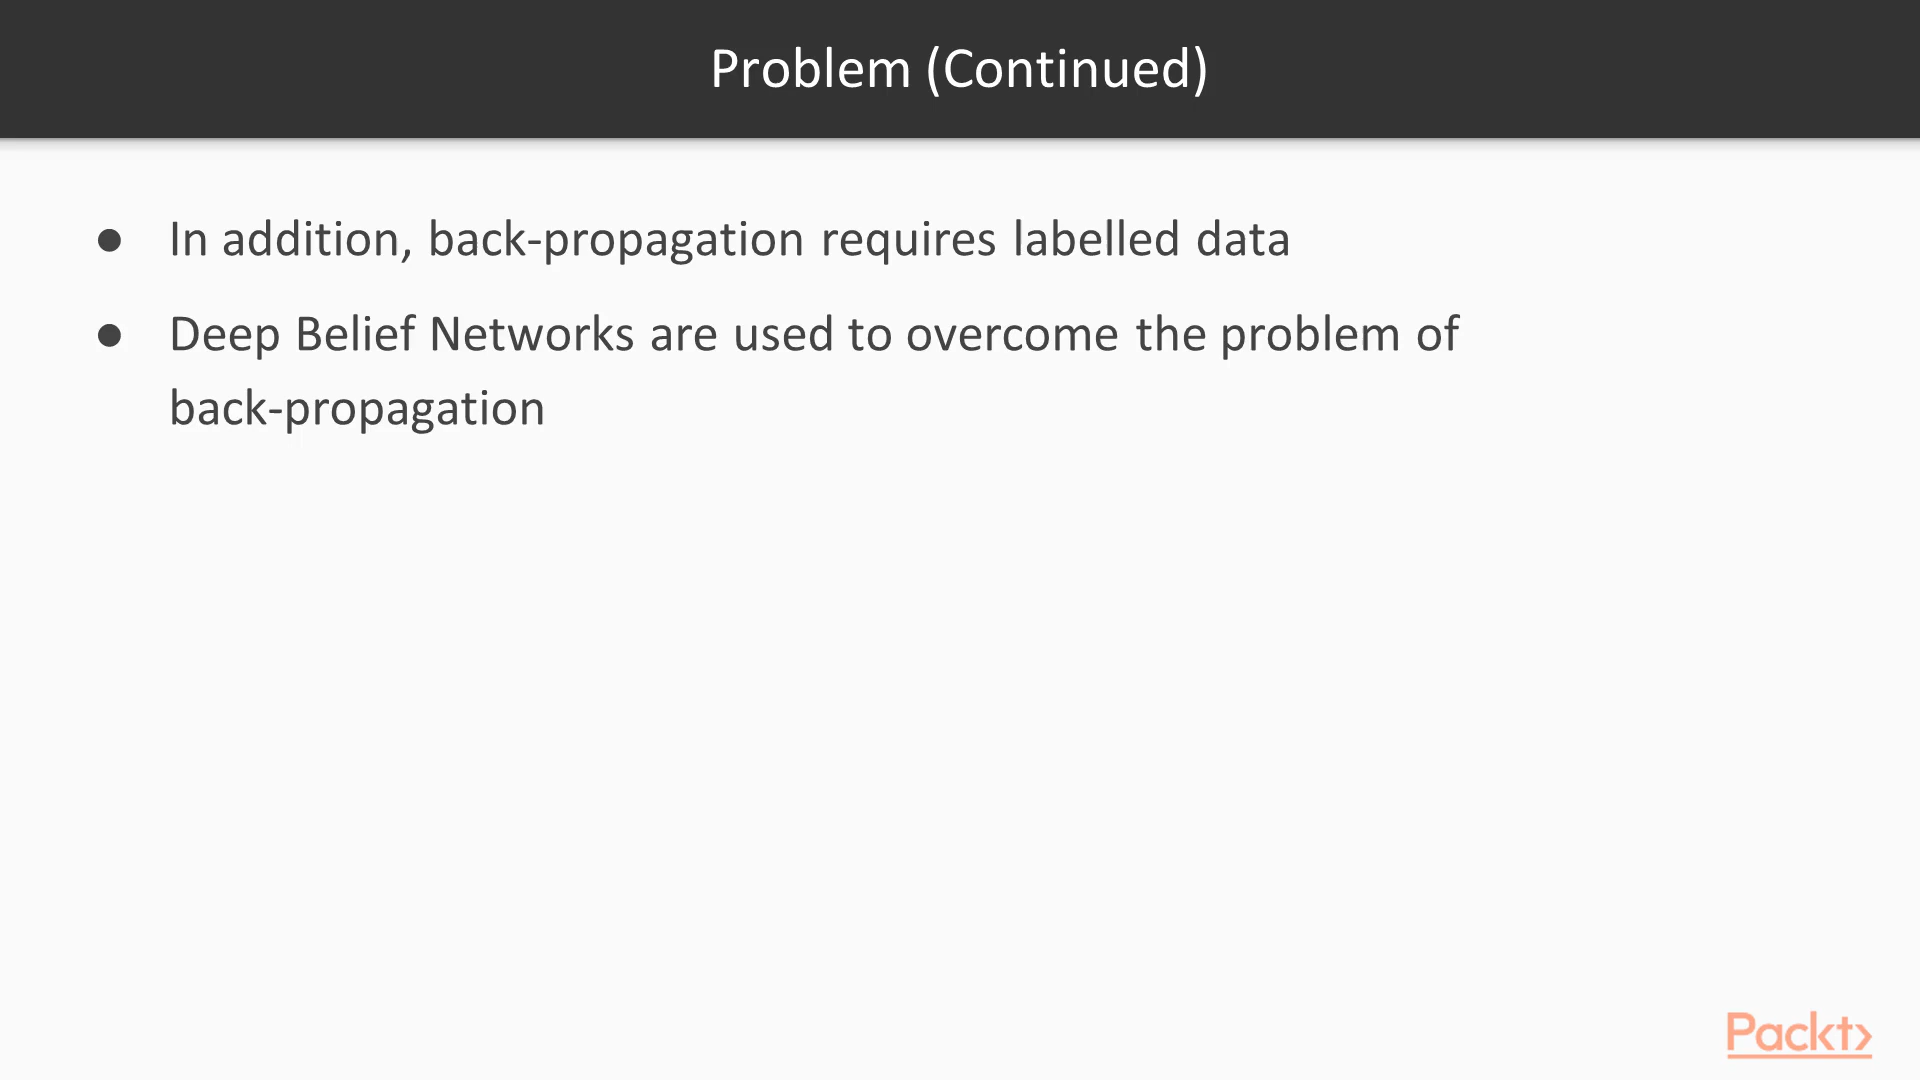 Problem (Continued)
● In addition, back-propagation requires labelled data
● Deep Belief Networks are used to overcome the problem of
back-propagation
Packt>